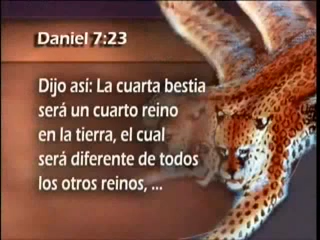 Daniel 7:23
Dijo así: La cuarta bestia
será un cuarto reino
en la tierra, el cual
será diferente de todos
los otros reinos, ...